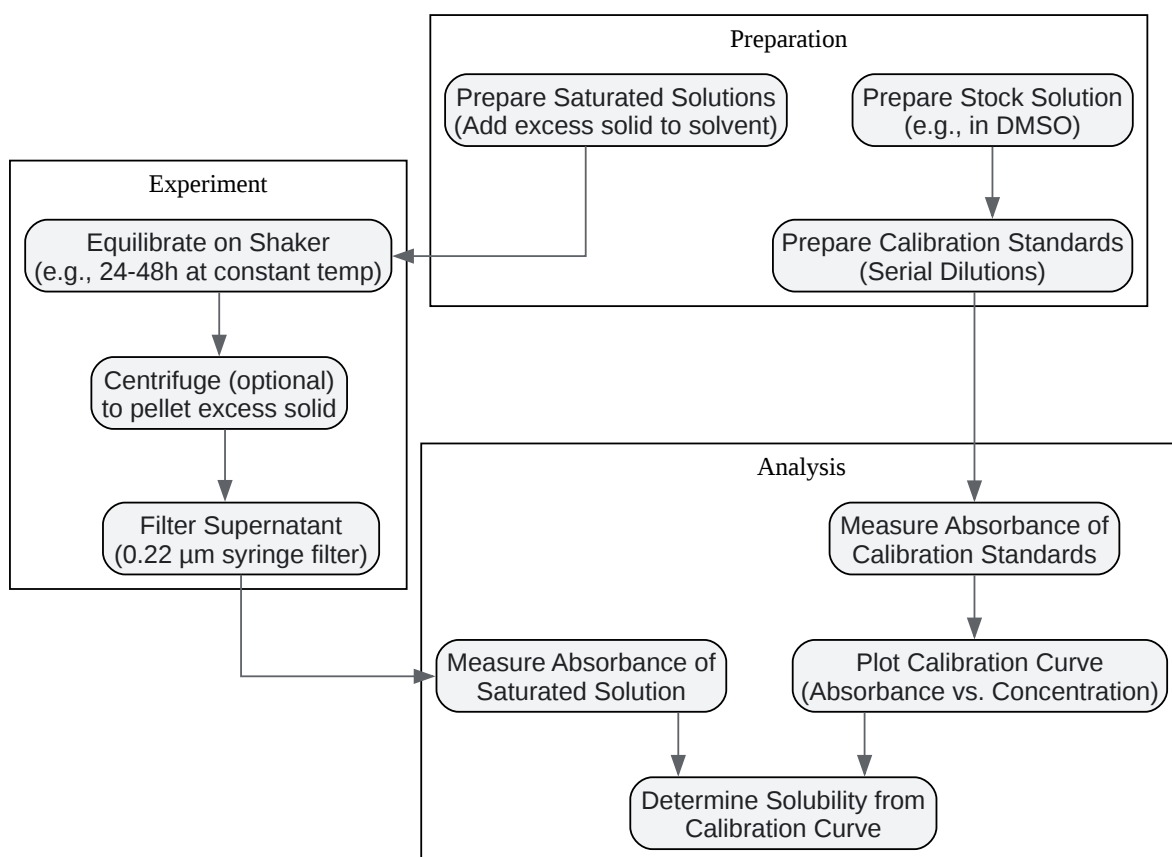 Preparation
Prepare Saturated Solutions
(Add excess solid to solvent)
Prepare Stock Solution
(e.g., in DMSO)
Prepare Calibration Standards
(Serial Dilutions)
Experiment
Equilibrate on Shaker
(e.g., 24-48h at constant temp)
Centrifuge (optional)
to pellet excess solid
Filter Supernatant
(0.22 µm syringe filter)
Analysis
Measure Absorbance of
Calibration Standards
Measure Absorbance of
Saturated Solution
Plot Calibration Curve
(Absorbance vs. Concentration)
Determine Solubility from
Calibration Curve